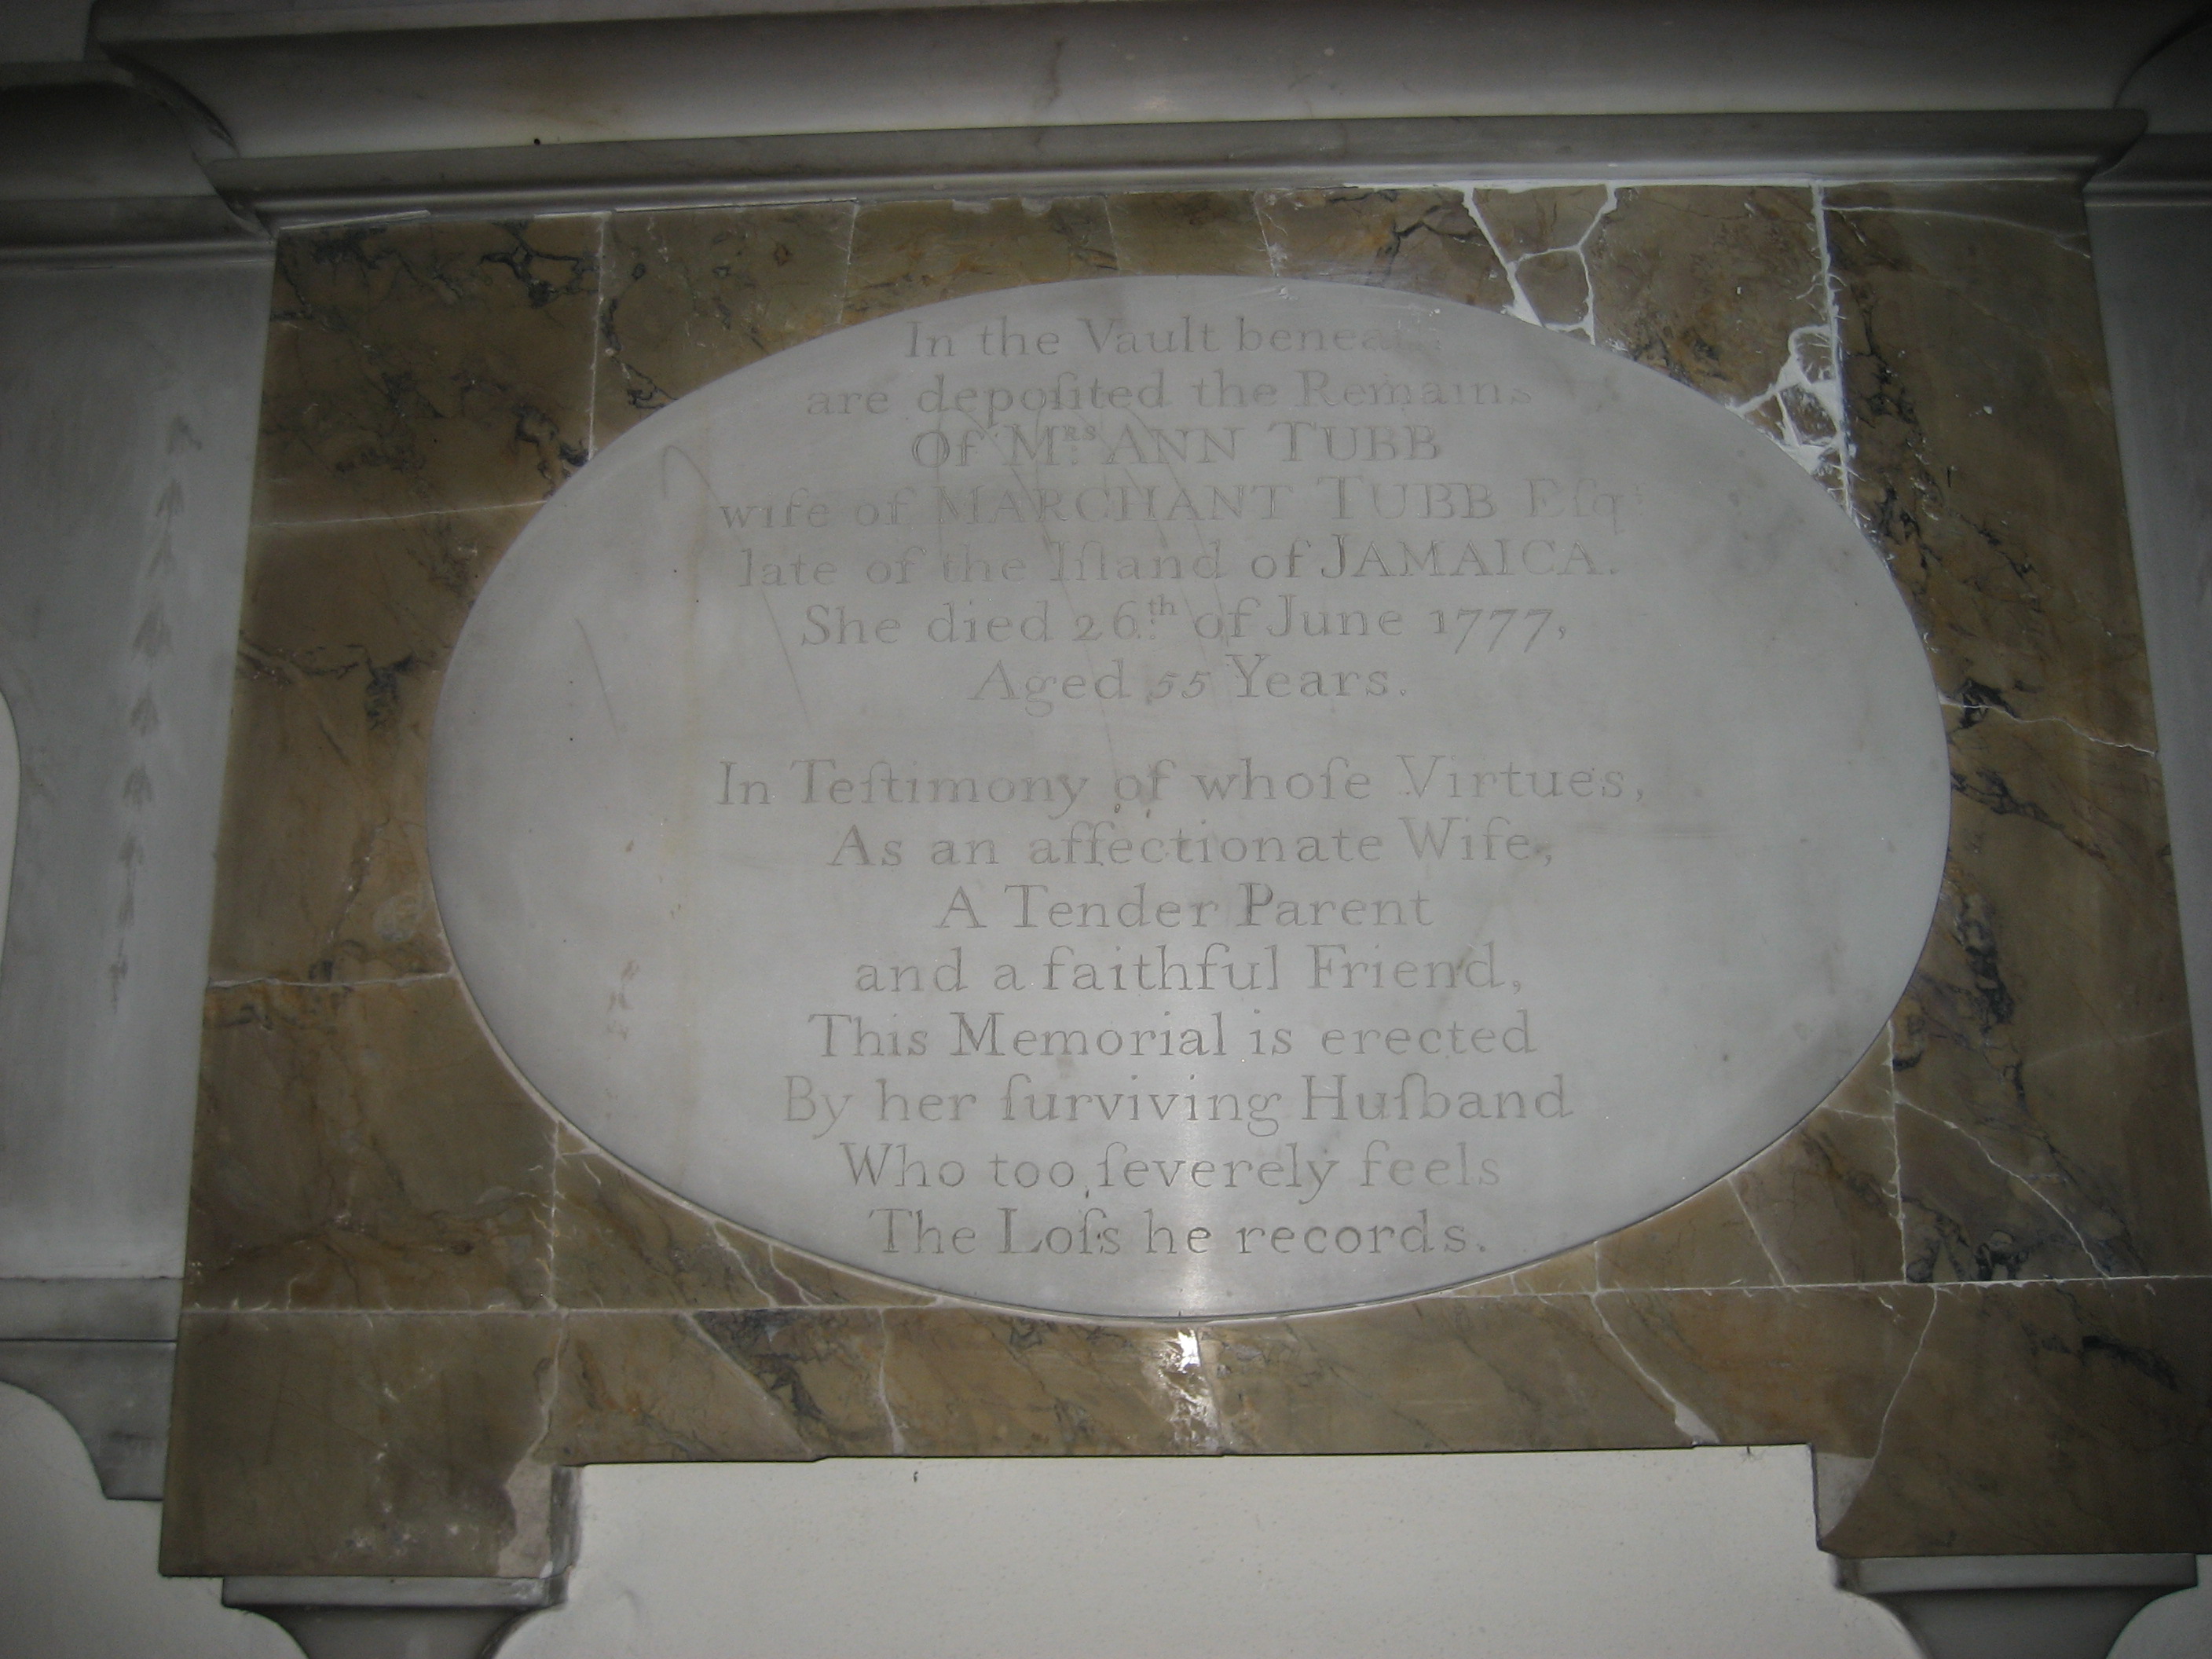 In the Vault beneath
are depoſited the Remains
Of Mrs. ANN TUBB
wife of MARCHANT TUBB Eſqr.
late of the Iſland of JAMAICA.
She died 26.th of June 1777,
Aged 55 Years.
In Teſtimony of whoſe Virtues,
As an affectionate Wife,
A Tender Parent
and a faithful Friend,
This Memorial is erected
By her ſurviving Huſband
Who too ſeverely feels
The Loſs he records.